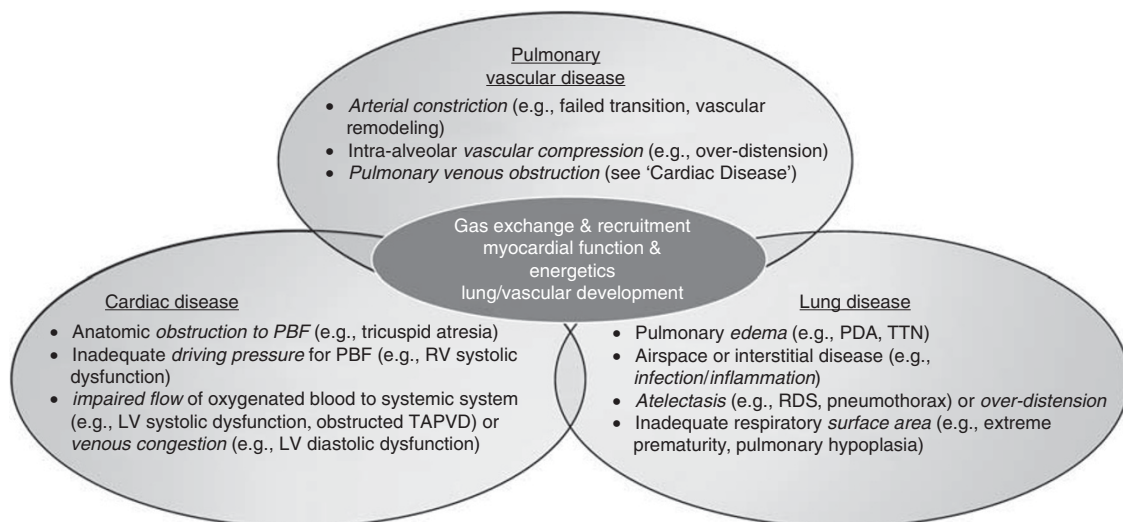 Pulmonary
vascular disease
• Arterial constriction (e.g., failed transition, vascular
remodeling)
• Intra-alveolar vascular compression (e.g., over-distension)
• Pulmonary venous obstruction (see ‘Cardiac Disease’)
Gas exchange & recruitment
myocardial function &
energetics
lung/vascular development
Cardiac disease
• Anatomic obstruction to PBF (e.g., tricuspid atresia)
• Inadequate driving pressure for PBF (e.g., RV systolic
dysfunction)
• impaired flow of oxygenated blood to systemic system
(e.g., LV systolic dysfunction, obstructed TAPVD) or
venous congestion (e.g., LV diastolic dysfunction)
Lung disease
• Pulmonary edema (e.g., PDA, TTN)
• Airspace or interstitial disease (e.g.,
infection/inflammation)
• Atelectasis (e.g., RDS, pneumothorax) or over-distension
• Inadequate respiratory surface area (e.g., extreme
prematurity, pulmonary hypoplasia)